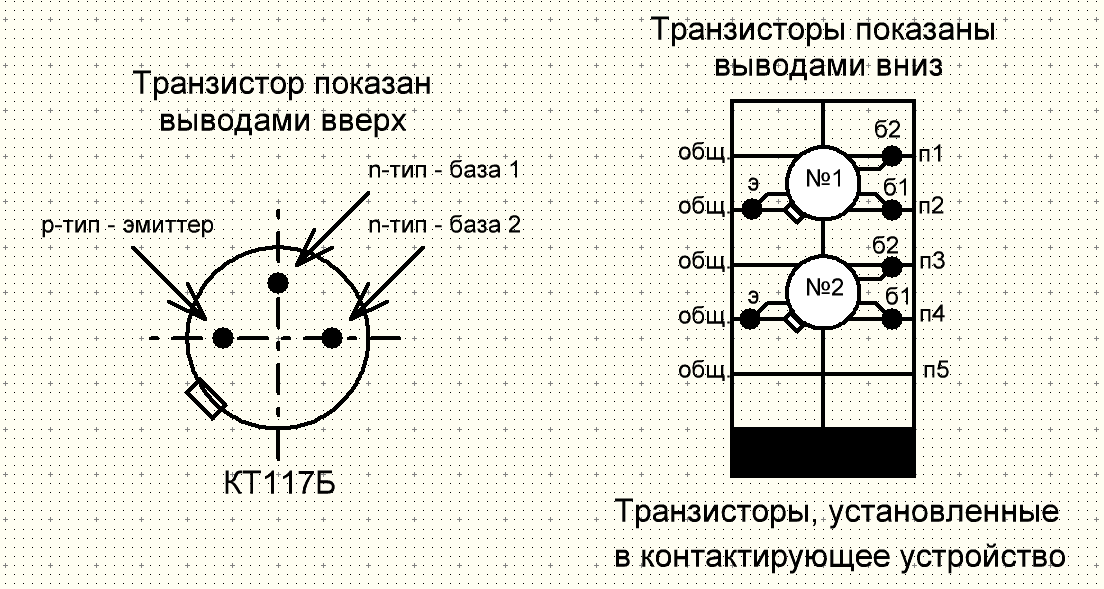 Транзистор показан
выводами вверх
n-тип - база 1
p-тип - эмиттер
n-тип - база 2
КТ117Б
Транзисторы показаны
выводами вниз
б2
общ.
№1
п1
э
б1
общ.
п2
б2
общ.
№2
п3
э
б1
общ.
п4
общ.
п5
Транзисторы, установленные
в контактирующее устройство